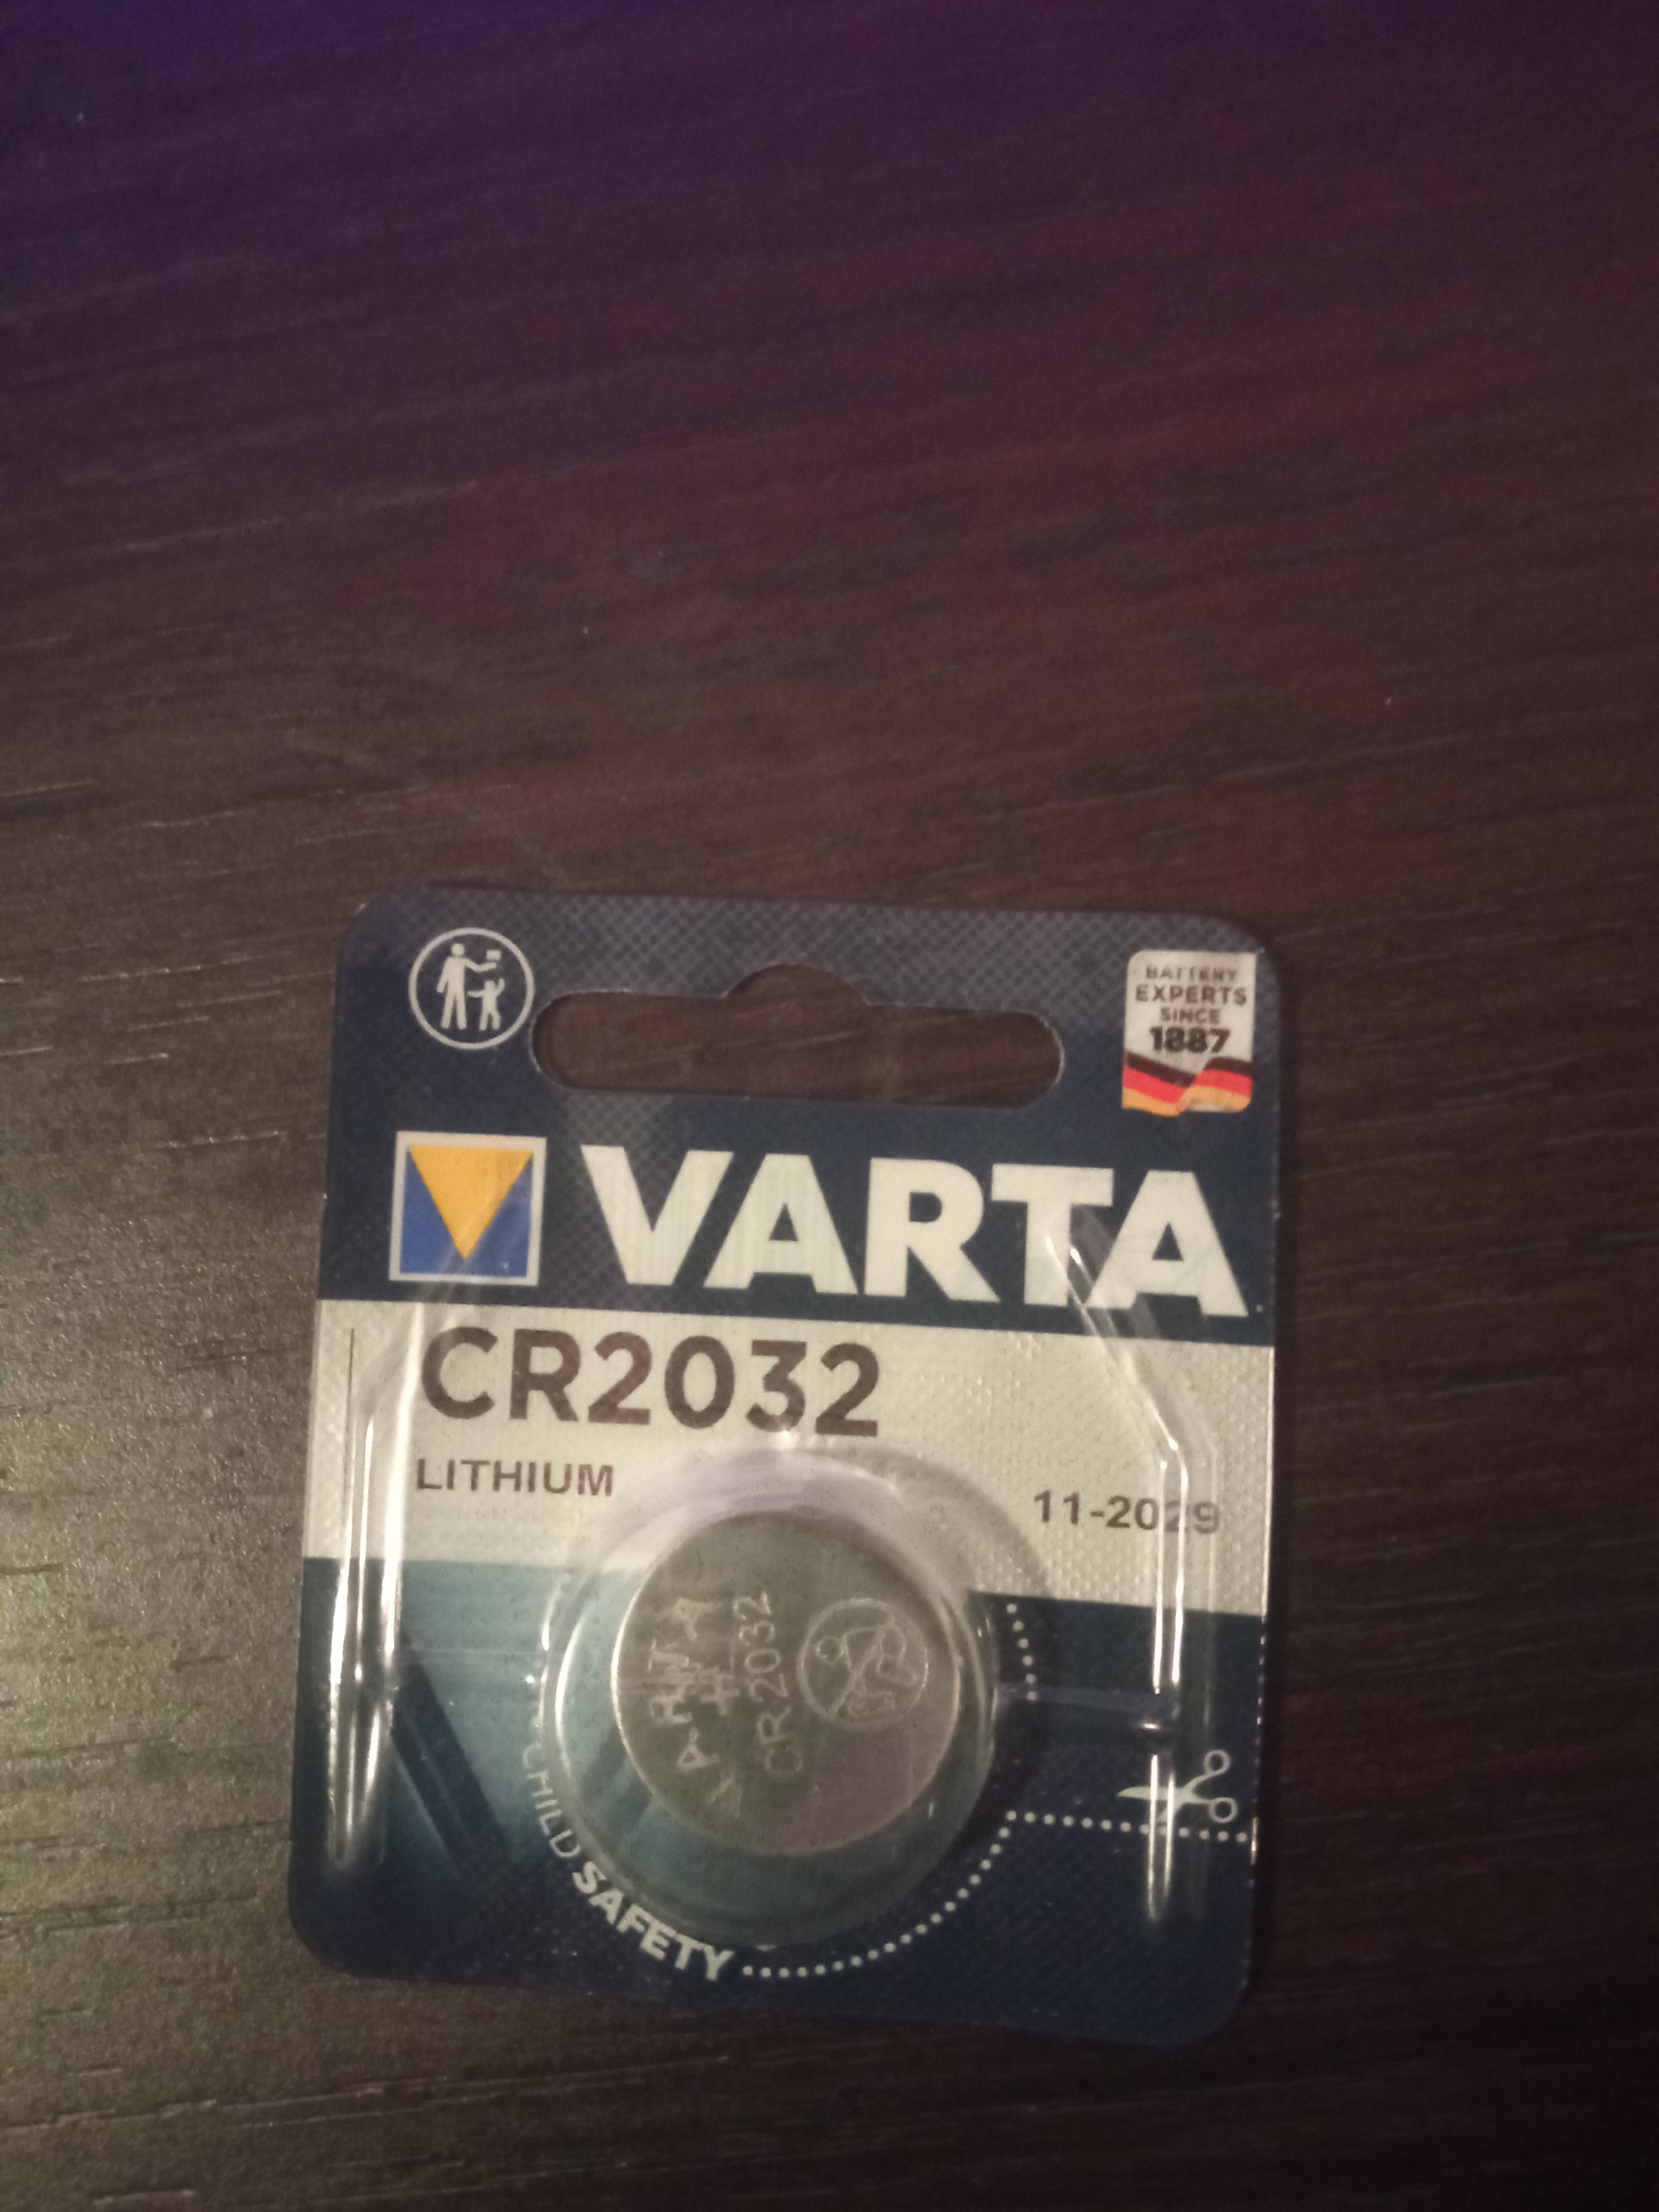 BATTERY
EXPERTS
SINCE
1887
VARTA
CR2032
LITHIUM
11-2029
VARTA
+
CR2032
CHILD SAFETY